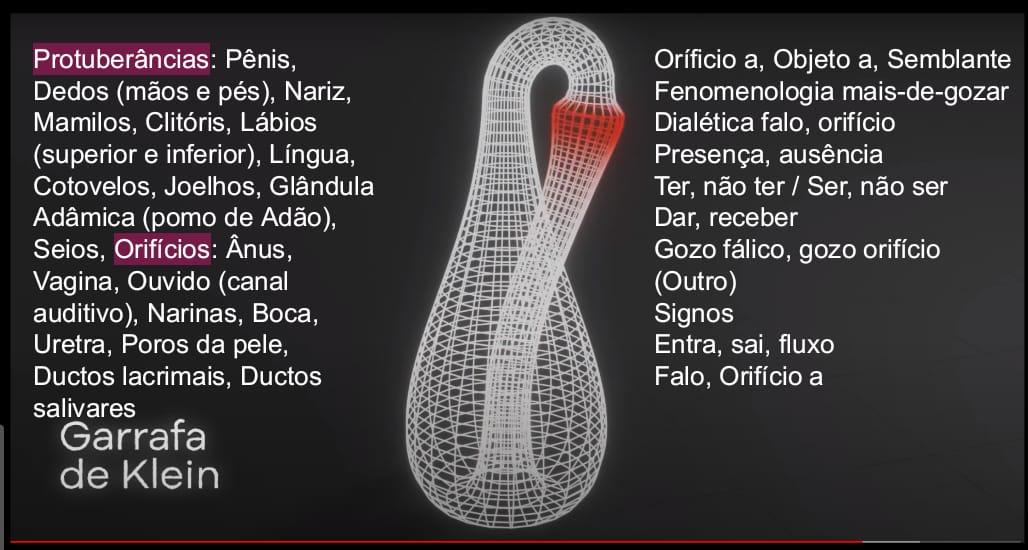 Protuberâncias: Pênis,
Dedos (mãos e pés), Nariz,
Mamilos, Clitóris, Lábios
(superior e inferior), Língua,
Cotovelos, Joelhos, Glândula
Adâmica (pomo de Adão),
Seios, Orifícios: Ânus,
Vagina, Ouvido (canal
auditivo), Narinas, Boca,
Uretra, Poros da pele,
Ductos lacrimais, Ductos
salivares
Garrafa
de Klein
Oríficio a, Objeto a, Semblante
Fenomenologia mais-de-gozar
Dialética falo, orifício
Presença, ausência
Ter, não ter / Ser, não ser
Dar, receber
Gozo fálico, gozo orifício
(Outro)
Signos
Entra, sai, fluxo
Falo, Orifício a